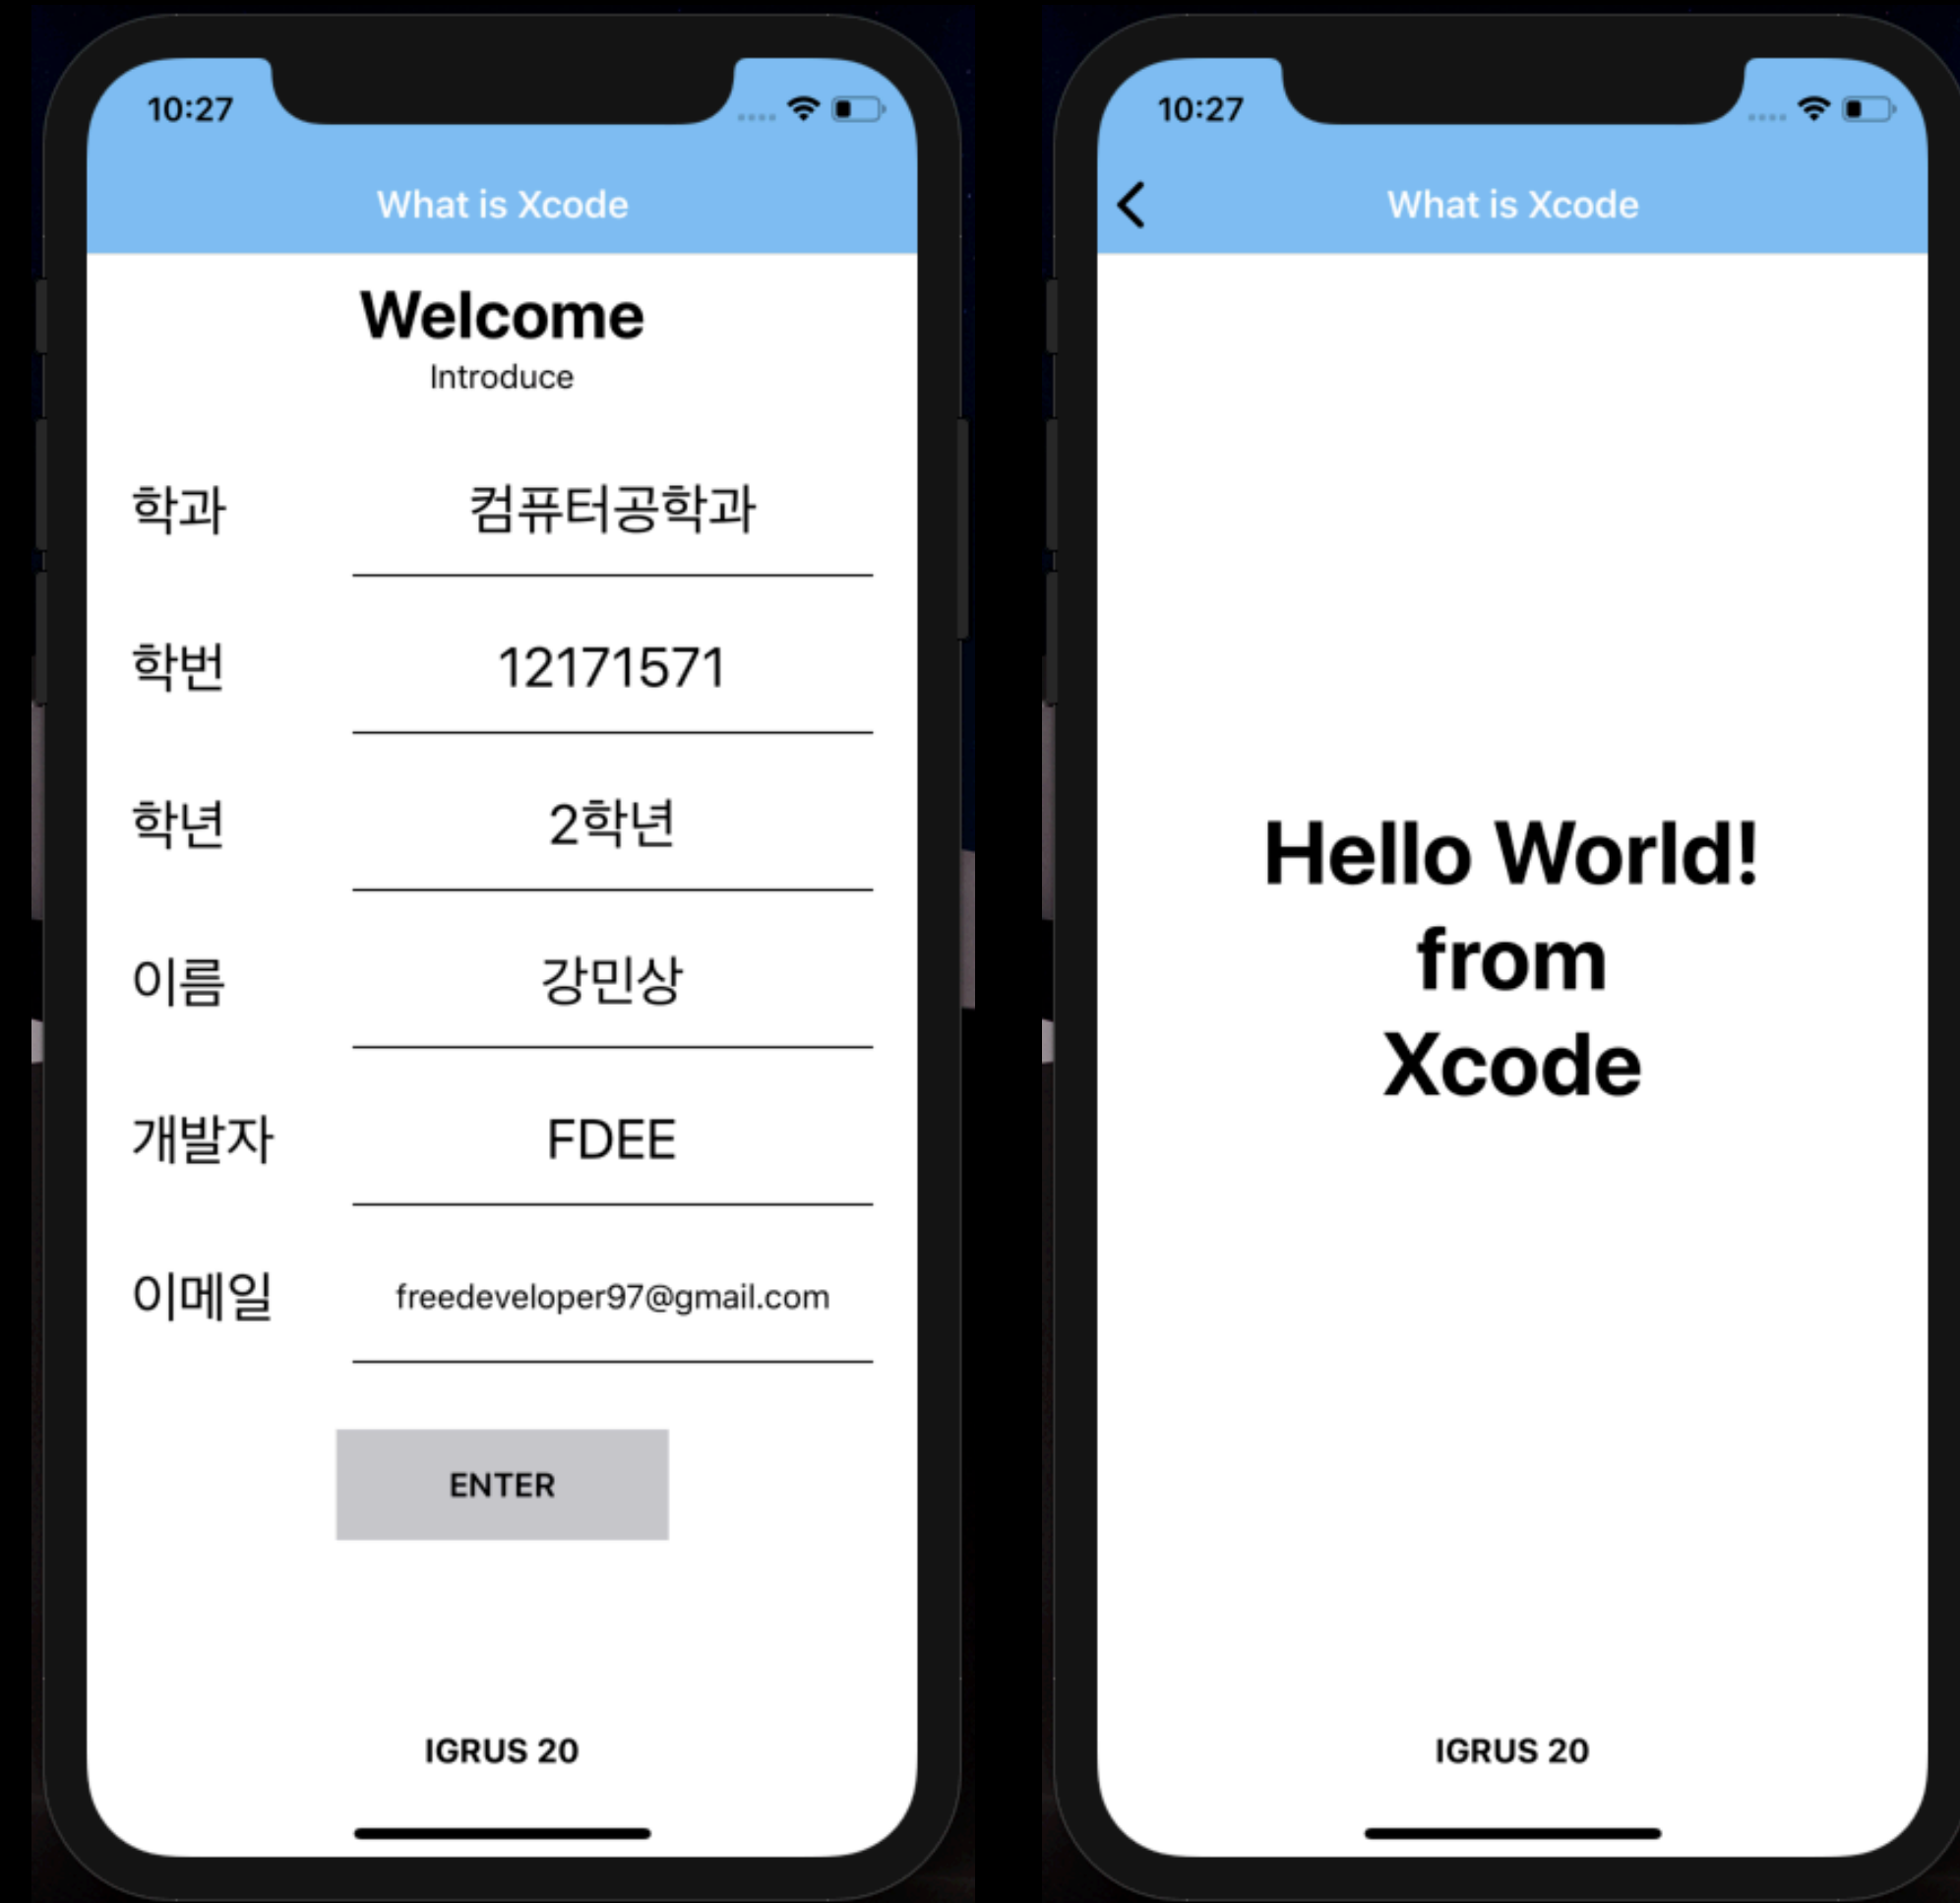 10:27
What is Xcode
Welcome
Introduce
학과 컴퓨터공학과
학번 12171571
학년 2학년
이름 강민상
개발자 FDEE
이메일 freedeveloper97@gmail.com
ENTER
IGRUS 20
10:27
What is Xcode
Hello World!
from
Xcode
IGRUS 20